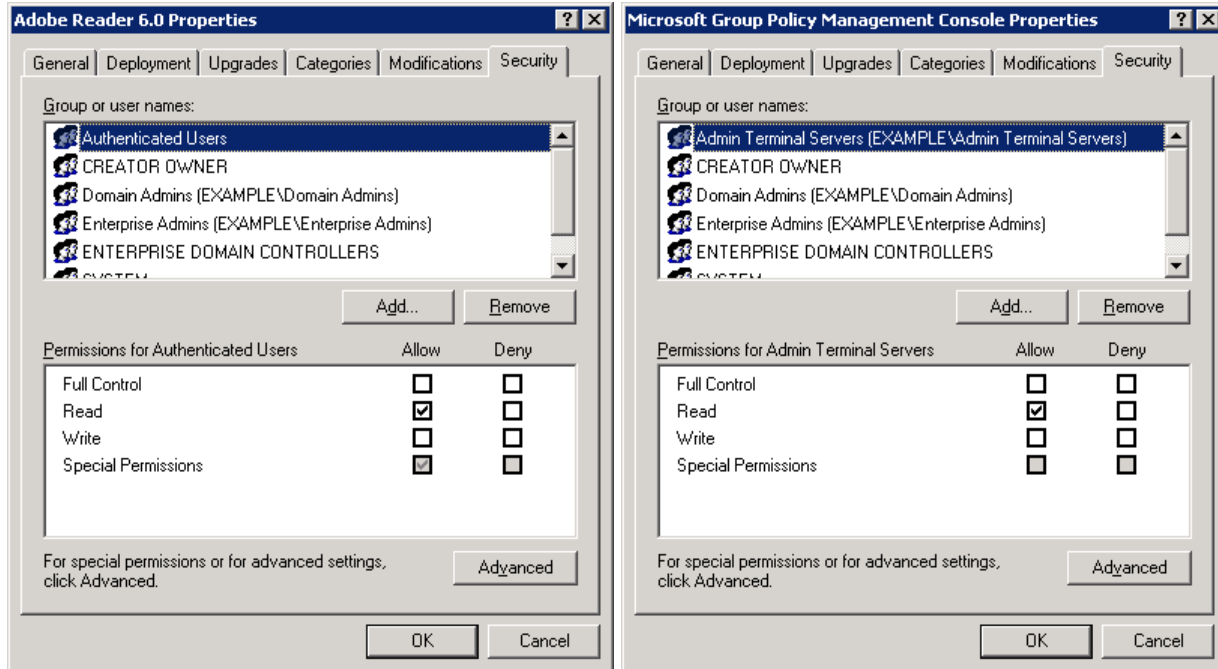 Adobe Reader 6.0 Properties
General Deployment Upgrades Categories Modifications Security
Group or user names:
Authenticated Users
CREATOR OWNER
Domain Admins (EXAMPLE\Domain Admins)
Enterprise Admins (EXAMPLE\Enterprise Admins)
ENTERPRISE DOMAIN CONTROLLERS
SYSTEM
Add... Remove
Permissions for Authenticated Users Allow Deny
Full Control
Read
Write
Special Permissions
For special permissions or for advanced settings,
click Advanced.
Advanced
OK Cancel
Microsoft Group Policy Management Console Properties
General Deployment Upgrades Categories Modifications Security
Group or user names:
Admin Terminal Servers (EXAMPLE\Admin Terminal Servers)
CREATOR OWNER
Domain Admins (EXAMPLE\Domain Admins)
Enterprise Admins (EXAMPLE\Enterprise Admins)
ENTERPRISE DOMAIN CONTROLLERS
SYSTEM
Add... Remove
Permissions for Admin Terminal Servers Allow Deny
Full Control
Read
Write
Special Permissions
For special permissions or for advanced settings,
click Advanced.
Advanced
OK Cancel